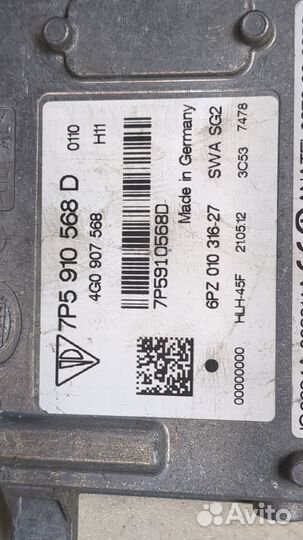 7P5 910 568 D
0110
4G0 907 568
H11
7P5910568D
Made in Germany
6PZ 010 316-27
SWA SG2
HLH-45F
210512
3C53
7478
00000000
Avito